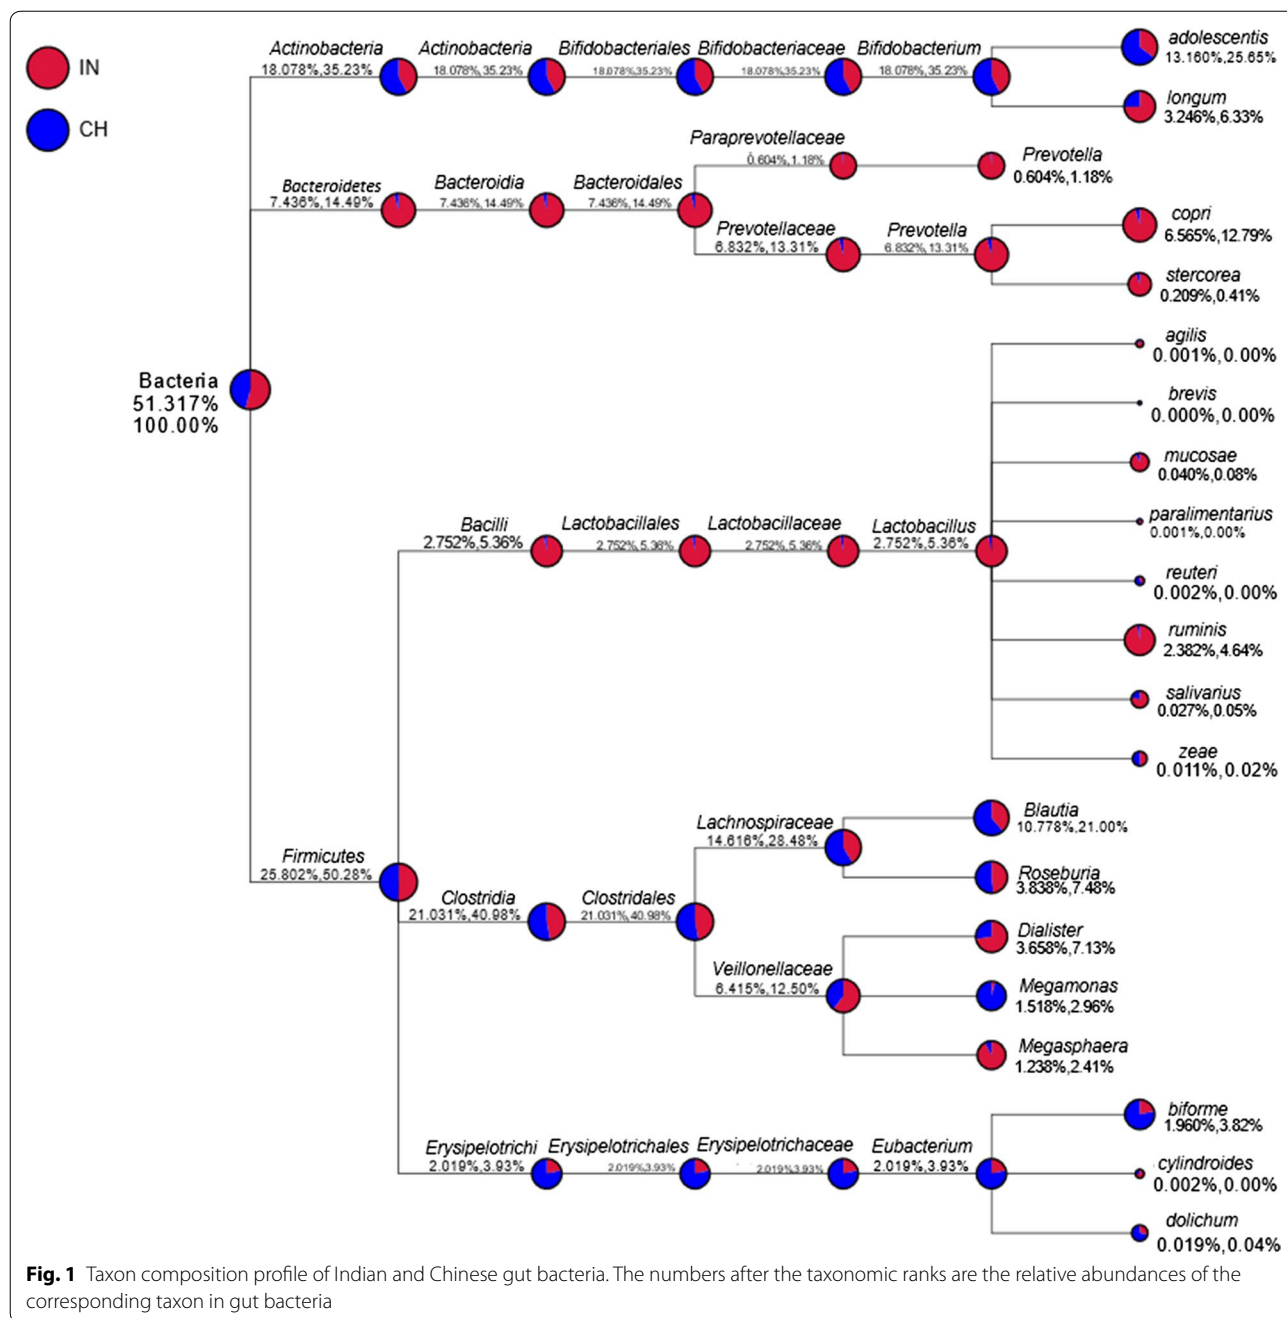 IN
CH
Actinobacteria
18.078%,35.23%
Actinobacteria
18.078%,35.23%
Bifidobacteriales
18.078%,35.23%
Bifidobacteriaceae
18.078%,35.23%
Bifidobacterium
18.078%,35.23%
adolescentis
13.160%,25.65%
longum
3.246%,6.33%
Bacteroidetes
7.436%,14.49%
Bacteroidia
7.436%,14.49%
Bacteroidales
7.436%,14.49%
Paraprevotellaceae
0.604%,1.18%
Prevotella
0.604%,1.18%
Prevotellaceae
6.832%,13.31%
Prevotella
6.832%,13.31%
copri
6.565%,12.79%
stercorea
0.209%,0.41%
Bacteria
51.317%
100.00%
Bacilli
2.752%,5.36%
Lactobacillales
2.752%,5.36%
Lactobacillaceae
2.752%,5.36%
Lactobacillus
2.752%,5.36%
agilis
0.001%,0.00%
brevis
0.000%,0.00%
mucosae
0.040%,0.08%
paralimentarius
0.001%,0.00%
reuteri
0.002%,0.00%
ruminis
2.382%,4.64%
salivarius
0.027%,0.05%
zeae
0.011%,0.02%
Firmicutes
25.802%,50.28%
Clostridia
21.031%,40.98%
Clostridales
21.031%,40.98%
Lachnospiraceae
14.616%,28.48%
Blautia
10.778%,21.00%
Roseburia
3.838%,7.48%
Veillonellaceae
6.415%,12.50%
Dialister
3.658%,7.13%
Megamonas
1.518%,2.96%
Megasphaera
1.238%,2.41%
Erysipelotrichi
2.019%,3.93%
Erysipelotrichales
2.019%,3.93%
Erysipelotrichaceae
2.019%,3.93%
Eubacterium
2.019%,3.93%
biforme
1.960%,3.82%
cylindroides
0.002%,0.00%
dolichum
0.019%,0.04%
Fig. 1 Taxon composition profile of Indian and Chinese gut bacteria. The numbers after the taxonomic ranks are the relative abundances of the
corresponding taxon in gut bacteria